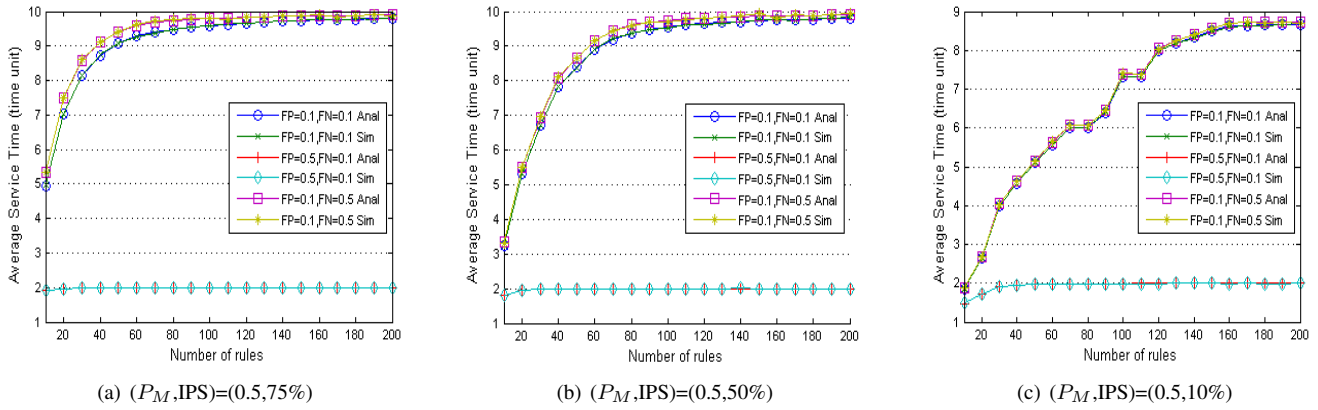 Average Service Time (time unit)
10
9
8
7
6
5
4
3
2
1
FP=0.1,FN=0.1 Anal
FP=0.1,FN=0.1 Sim
FP=0.5,FN=0.1 Anal
FP=0.5,FN=0.1 Sim
FP=0.1,FN=0.5 Anal
FP=0.1,FN=0.5 Sim
20 40 60 80 100 120 140 160 180 200
Number of rules
(a) (P_M,IPS)=(0.5,75%)
Average Service Time (time unit)
10
9
8
7
6
5
4
3
2
1
FP=0.1,FN=0.1 Anal
FP=0.1,FN=0.1 Sim
FP=0.5,FN=0.1 Anal
FP=0.5,FN=0.1 Sim
FP=0.1,FN=0.5 Anal
FP=0.1,FN=0.5 Sim
20 40 60 80 100 120 140 160 180 200
Number of rules
(b) (P_M,IPS)=(0.5,50%)
Average Service Time (time unit)
9
8
7
6
5
4
3
2
1
FP=0.1,FN=0.1 Anal
FP=0.1,FN=0.1 Sim
FP=0.5,FN=0.1 Anal
FP=0.5,FN=0.1 Sim
FP=0.1,FN=0.5 Anal
FP=0.1,FN=0.5 Sim
20 40 60 80 100 120 140 160 180 200
Number of rules
(c) (P_M,IPS)=(0.5,10%)